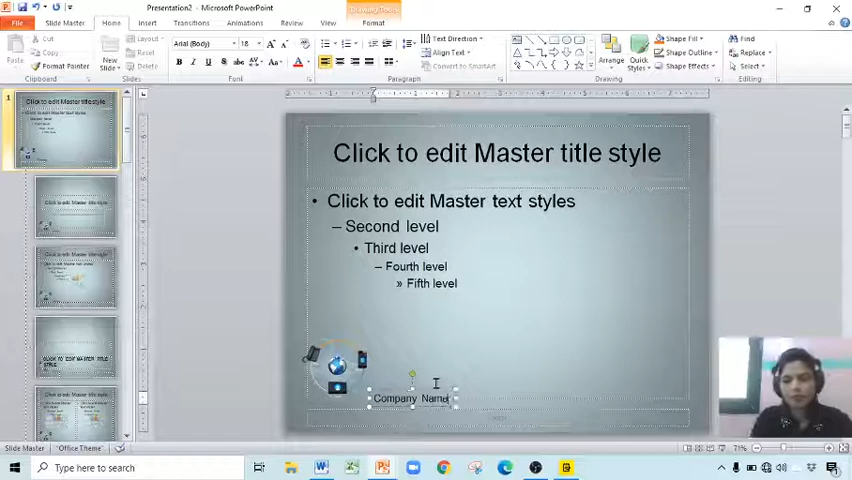 Presentation2 - Microsoft PowerPoint
Drawing Tools
File
Slide Master
Home
Insert
Transitions
Animations
Review
View
Format
Cut
Copy
Format Painter
Paste
Clipboard
New
Slide
Layout
Reset
Delete
Slides
Arial (Body)
18
Font
Text Direction
Align Text
Convert to SmartArt
Paragraph
Arrange
Quick
Styles
Shape Fill
Shape Outline
Shape Effects
Drawing
Find
Replace
Select
Editing
1
Click to edit Master title style
Click to edit Master title style
• Click to edit Master text styles
– Second level
• Third level
– Fourth level
» Fifth level
Company Name
Slide Master
"Office Theme"
71%
Type here to search